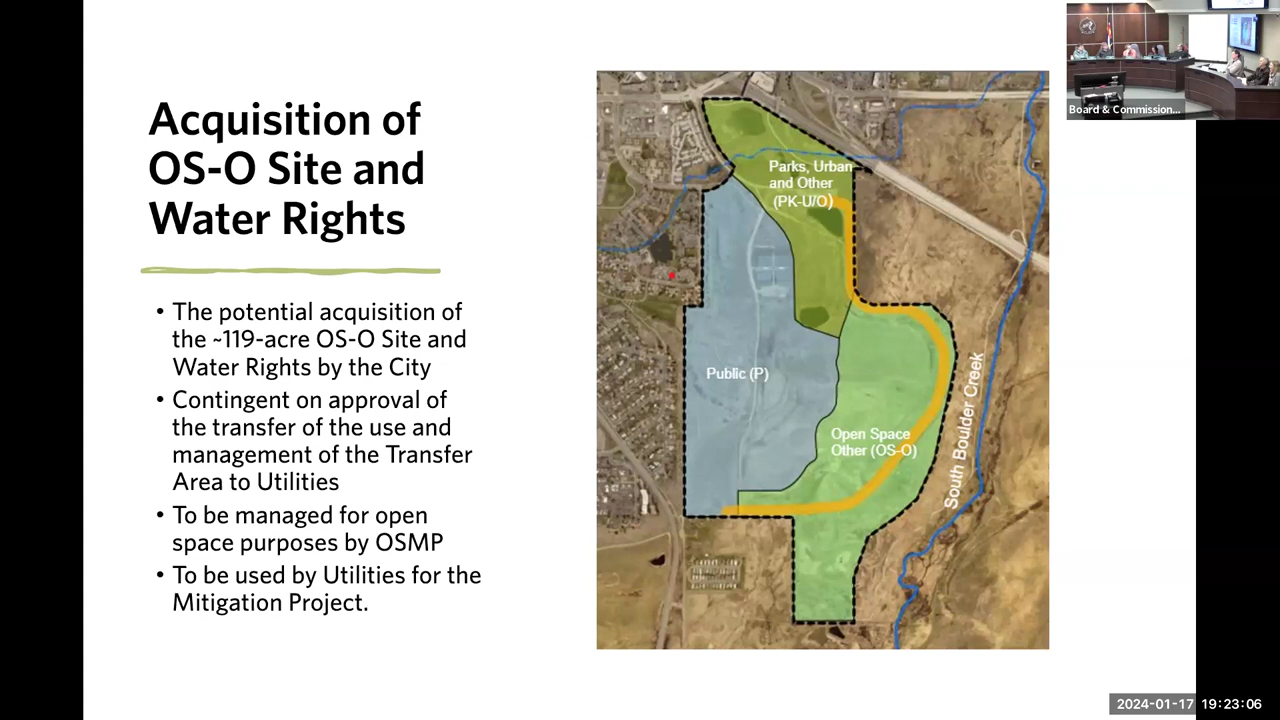 Acquisition of
OS-O Site and
Water Rights
• The potential acquisition of
the ~119-acre OS-O Site and
Water Rights by the City
• Contingent on approval of
the transfer of the use and
management of the Transfer
Area to Utilities
• To be managed for open
space purposes by OSMP
• To be used by Utilities for the
Mitigation Project.
Parks, Urban
and Other
(PK-U/O)
Public (P)
Open Space
Other (OS-O)
South Boulder Creek
Board & Commission...
2024-01-17 19:23:06